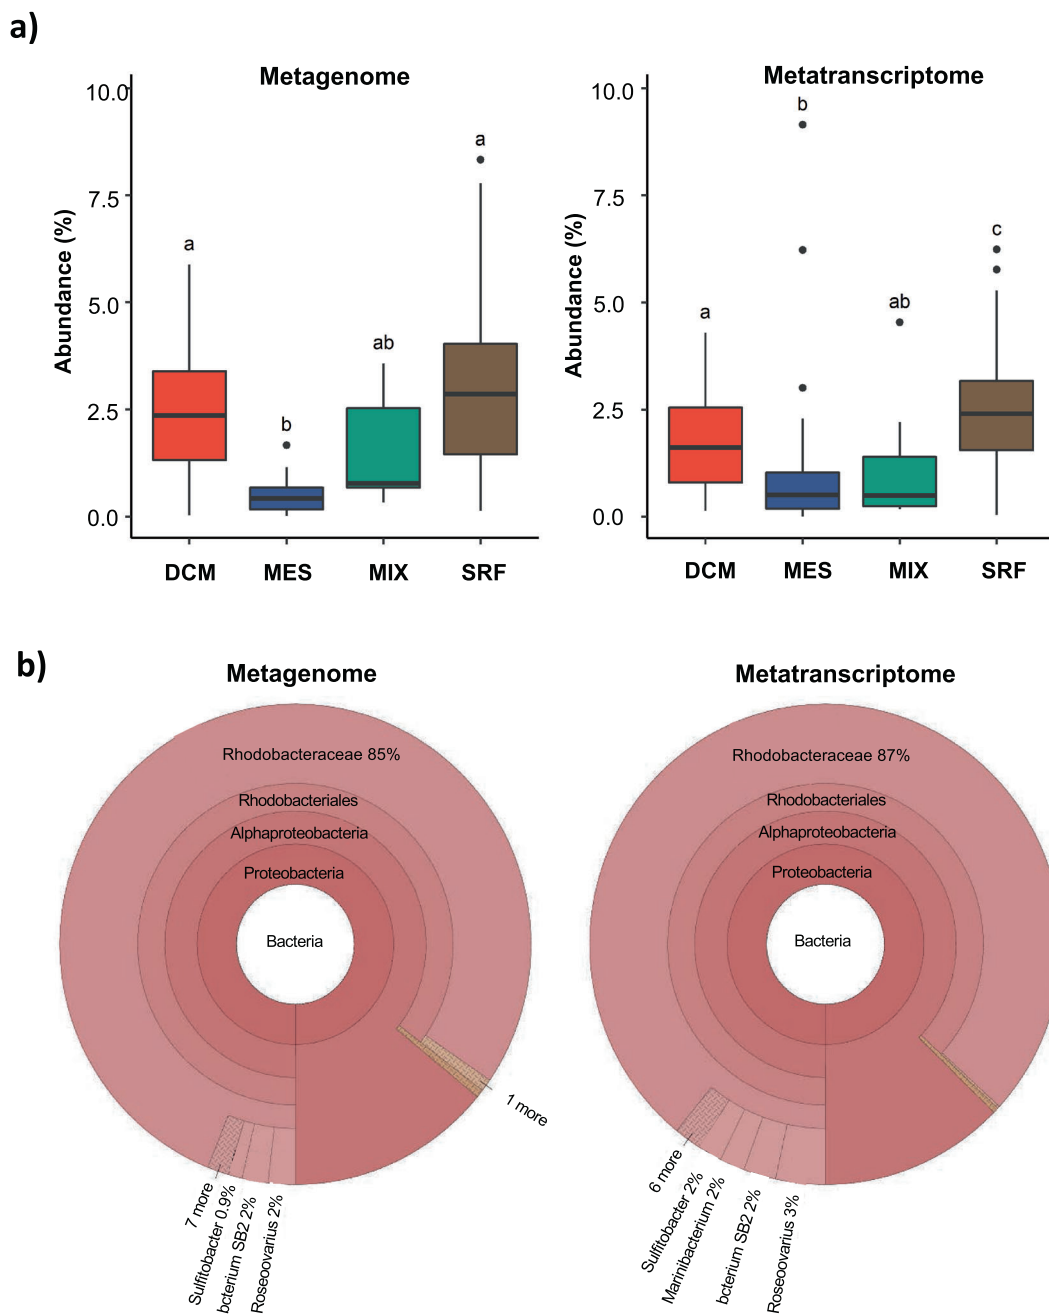 a)
Metagenome
Abundance (%)
10.0
7.5
5.0
2.5
0.0
a
b
ab
a
DCM
MES
MIX
SRF
Metatranscriptome
Abundance (%)
10.0
7.5
5.0
2.5
0.0
a
b
ab
c
DCM
MES
MIX
SRF
b)
Metagenome
Rhodobacteraceae 85%
Rhodobacteriales
Alphaproteobacteria
Proteobacteria
Bacteria
1 more
7 more
Sulfitobacter 0.9%
bcterium SB2 2%
Roseoovarius 2%
Metatranscriptome
Rhodobacteraceae 87%
Rhodobacteriales
Alphaproteobacteria
Proteobacteria
Bacteria
6 more
Sulfitobacter 2%
Marinibacterium 2%
bcterium SB2 2%
Roseoovarius 3%